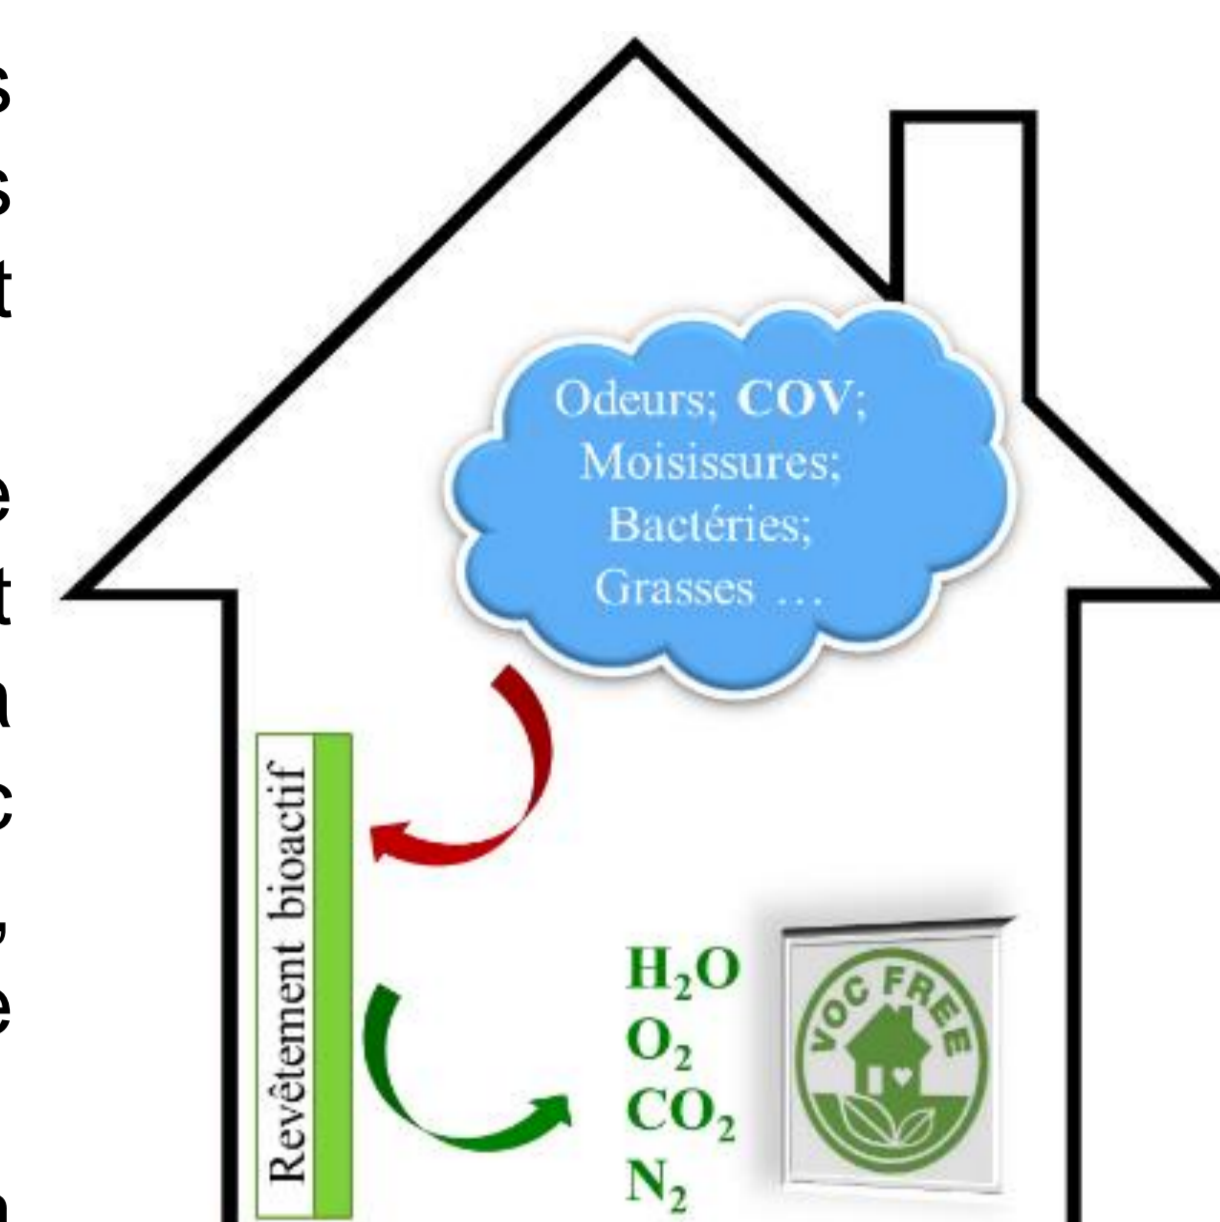 s
s
t
e
t
a
c
,
e
Odeurs; COV;
Moisissures;
Bactéries;
Grasses …
Revêtement bioactif
H₂O
O₂
CO₂
N₂
VOC FREE